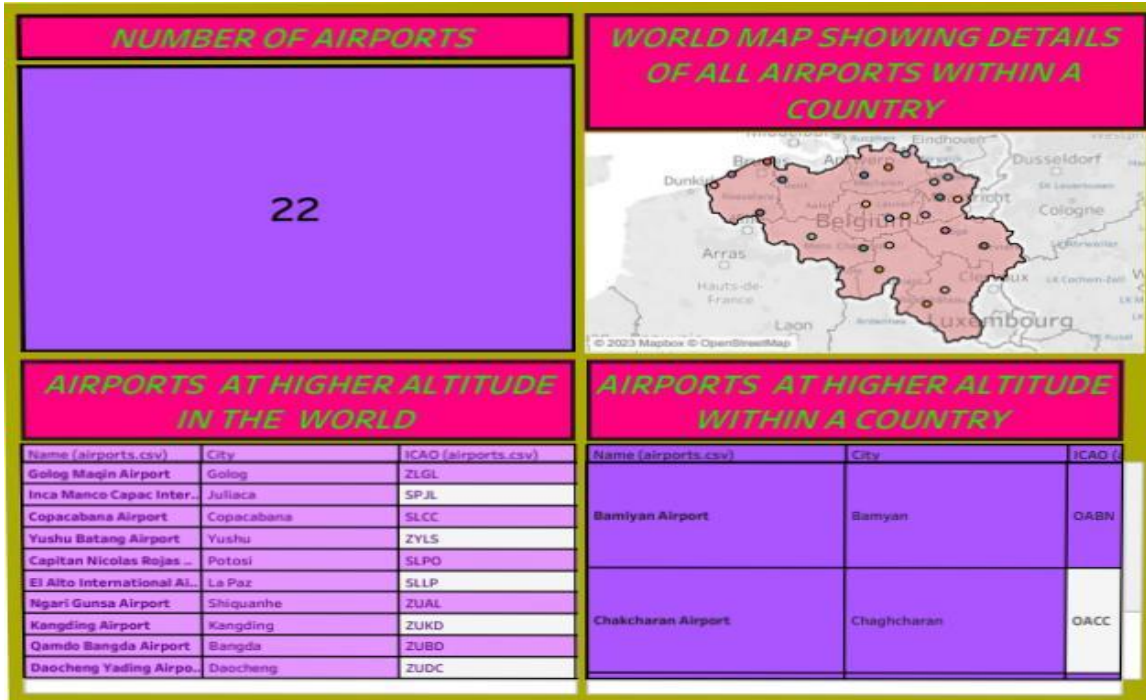 NUMBER OF AIRPORTS
22
WORLD MAP SHOWING DETAILS
OF ALL AIRPORTS WITHIN A
COUNTRY
Eindhoven
Dusseldorf
Cologne
Belgium
Arras
Hauts-de-
France
Laon
Luxembourg
© 2023 Mapbox © OpenStreetMap
AIRPORTS AT HIGHER ALTITUDE
IN THE WORLD
Name (airports.csv) City ICAO (airports.csv)
Golog Maqin Airport Golog ZLGL
Inca Manco Capac Inter.. Juliaca SPJL
Copacabana Airport Copacabana SLCC
Yushu Batang Airport Yushu ZYLS
Capitan Nicolas Rojas .. Potosi SLPO
El Alto International Ai.. La Paz SLLP
Ngari Gunsa Airport Shiquanhe ZUAL
Kangding Airport Kangding ZUKD
Qamdo Bangda Airport Bangda ZUBD
Daocheng Yading Airpo.. Daocheng ZUDC
AIRPORTS AT HIGHER ALTITUDE
WITHIN A COUNTRY
Name (airports.csv) City ICAO (
Bamiyan Airport Bamyan OABN
Chakcharan Airport Chaghcharan OACC